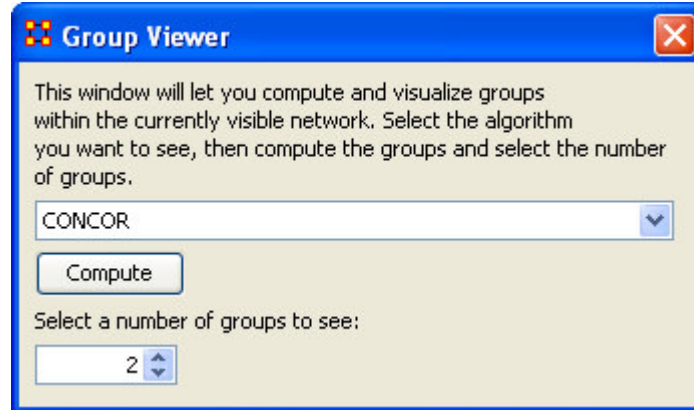 Group Viewer
This window will let you compute and visualize groups
within the currently visible network. Select the algorithm
you want to see, then compute the groups and select the number
of groups.
CONCOR
Compute
Select a number of groups to see:
2